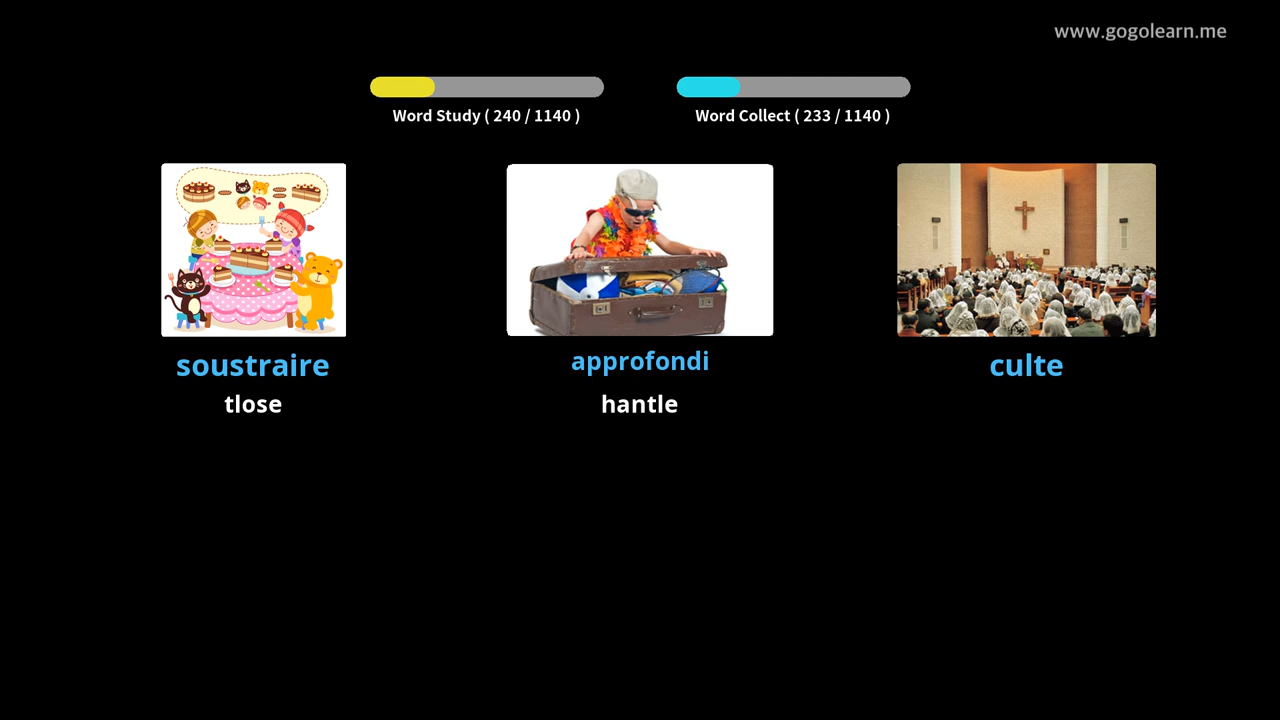 www.gogolearn.me
Word Study ( 240 / 1140 )
Word Collect ( 233 / 1140 )
soustraire
approfondi
culte
tlose
hantle